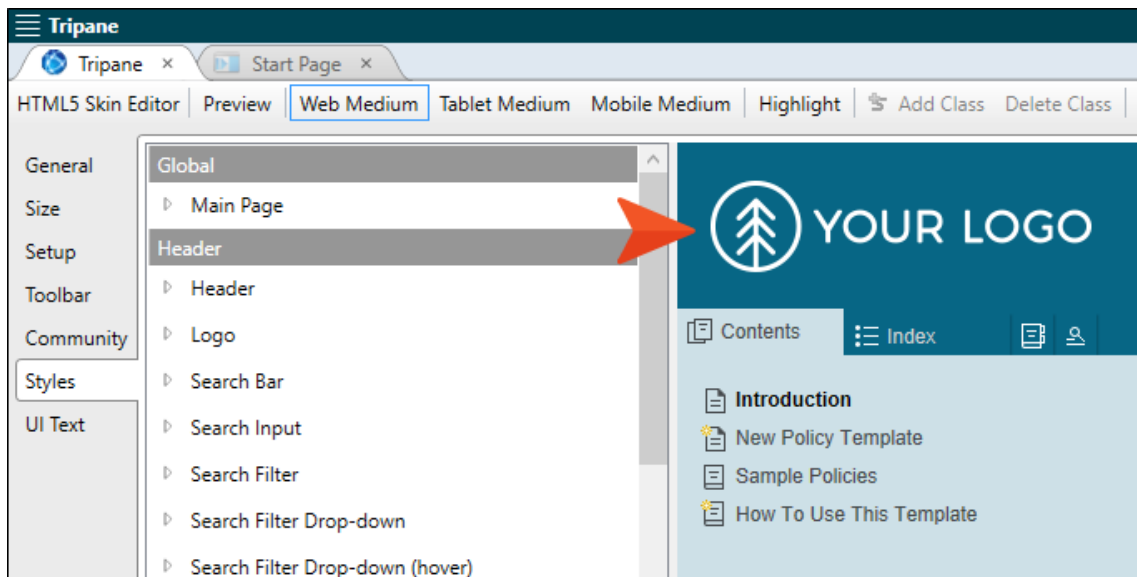 Tripane
Tripane × Start Page ×
HTML5 Skin Editor Preview Web Medium Tablet Medium Mobile Medium Highlight Add Class Delete Class
General
Size
Setup
Toolbar
Community
Styles
UI Text
Global
Main Page
Header
Header
Logo
Search Bar
Search Input
Search Filter
Search Filter Drop-down
Search Filter Drop-down (hover)
YOUR LOGO
Contents Index
Introduction
New Policy Template
Sample Policies
How To Use This Template